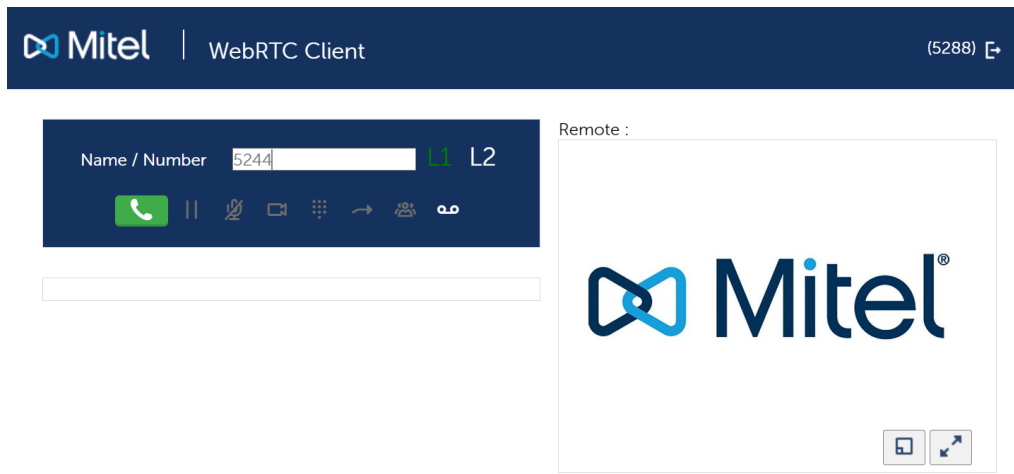 Mitel WebRTC Client (5288)
Name / Number 5244 L1 L2
Remote :
Mitel®